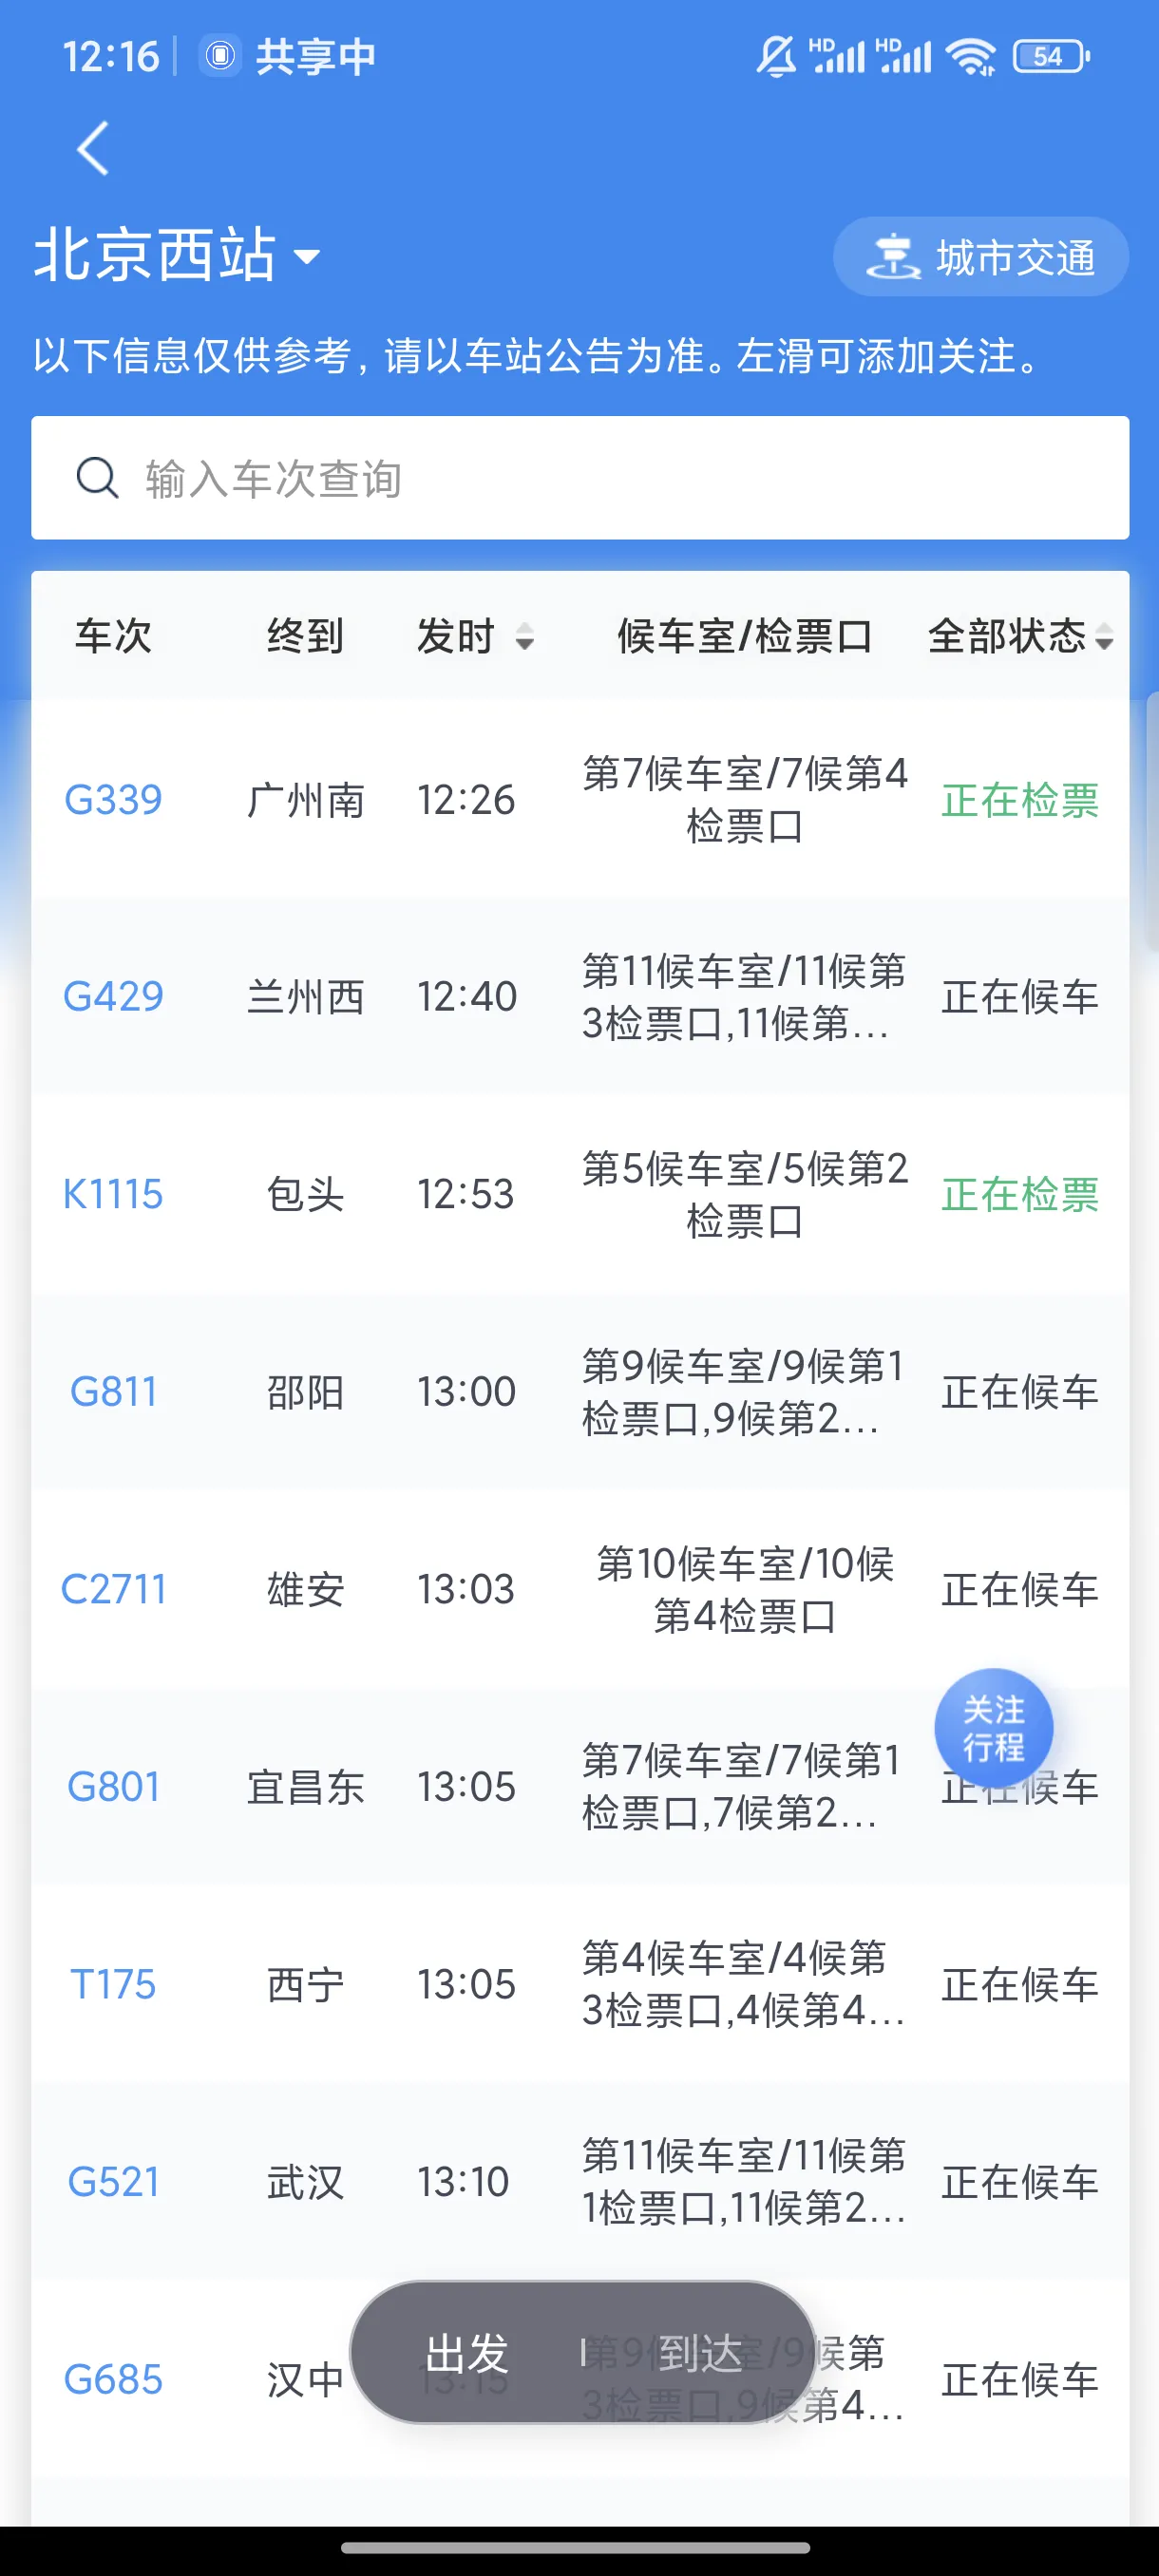 12:16 共享中 HD HD 54
北京西站 城市交通
以下信息仅供参考，请以车站公告为准。左滑可添加关注。
输入车次查询
车次 终到 发时 候车室/检票口 全部状态
G339 广州南 12:26 第7候车室/7候第4 正在检票
检票口
G429 兰州西 12:40 第11候车室/11候第 正在候车
3检票口,11候第...
K1115 包头 12:53 第5候车室/5候第2 正在检票
检票口
G811 邵阳 13:00 第9候车室/9候第1 正在候车
检票口,9候第2...
C2711 雄安 13:03 第10候车室/10候 正在候车
第4检票口
关注
行程
G801 宜昌东 13:05 第7候车室/7候第1 正在候车
检票口,7候第2...
T175 西宁 13:05 第4候车室/4候第 正在候车
3检票口,4候第4...
G521 武汉 13:10 第11候车室/11候第 正在候车
1检票口,11候第2...
G685 汉中 13:15 第9候车室/9候第 正在候车
3检票口,9候第4...
出发 到达